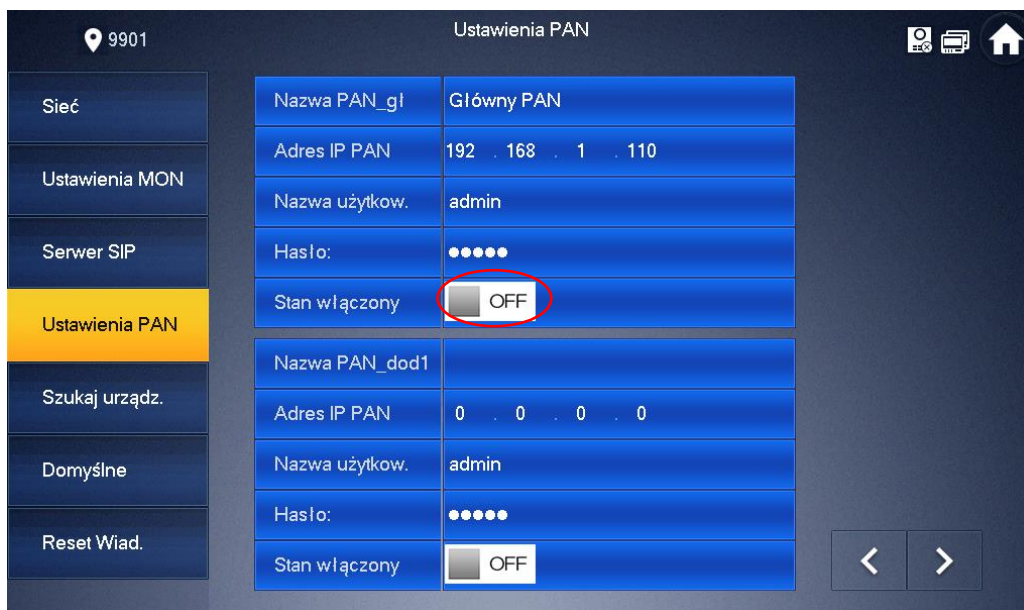 9901
Ustawienia PAN
Sieć
Ustawienia MON
Serwer SIP
Ustawienia PAN
Szukaj urządz.
Domyślne
Reset Wiad.
Nazwa PAN_gł Główny PAN
Adres IP PAN 192 . 168 . 1 . 110
Nazwa użytkow. admin
Hasło: ●●●●●
Stan włączony OFF
Nazwa PAN_dod1
Adres IP PAN 0 . 0 . 0 . 0
Nazwa użytkow. admin
Hasło: ●●●●●
Stan włączony OFF